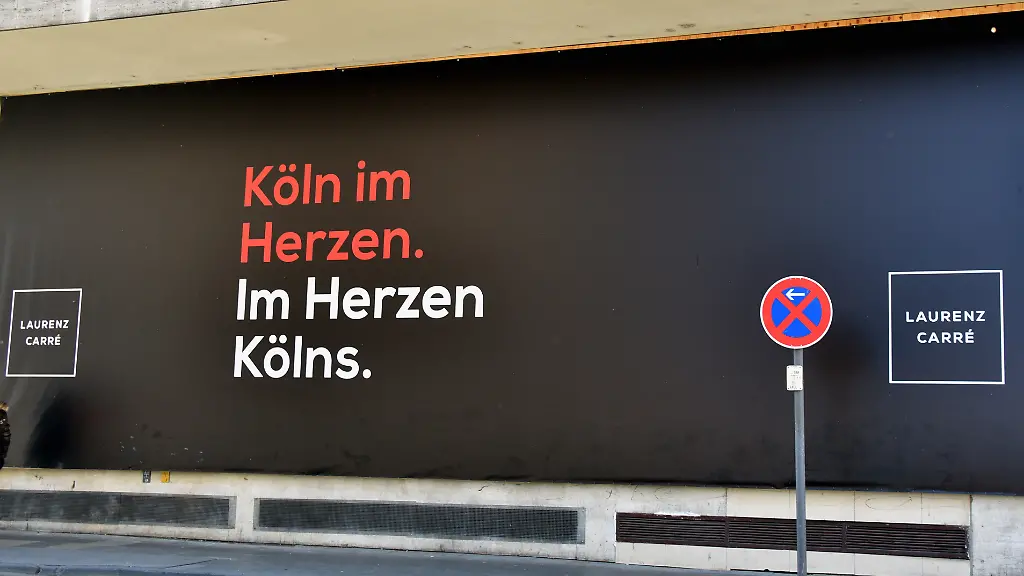 Köln im
Herzen.
Im Herzen
Kölns.
LAURENZ
CARRÉ
LAURENZ
CARRÉ